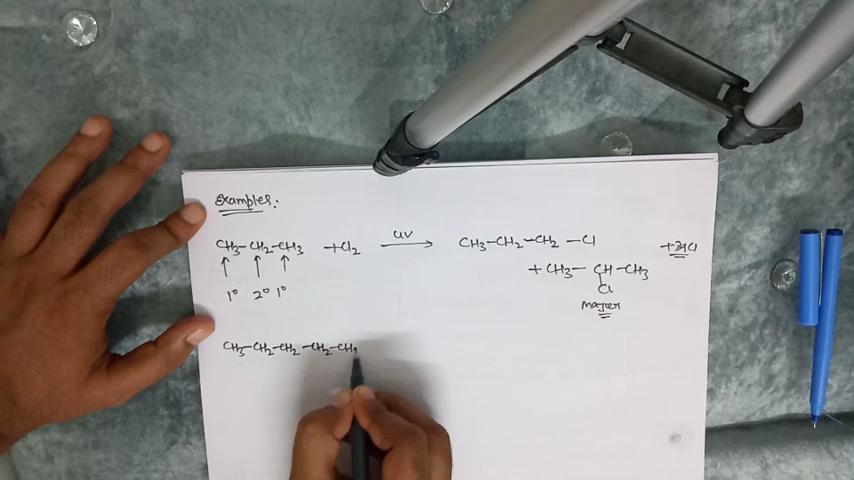 Examples:
CH3-CH2-CH3 + Cl2 UV → CH3-CH2-CH2-Cl + HCl
↑ ↑ ↑ + CH3-CH-CH3
1° 2° 1° Cl
Major
CH3-CH2-CH2-CH2-CH3